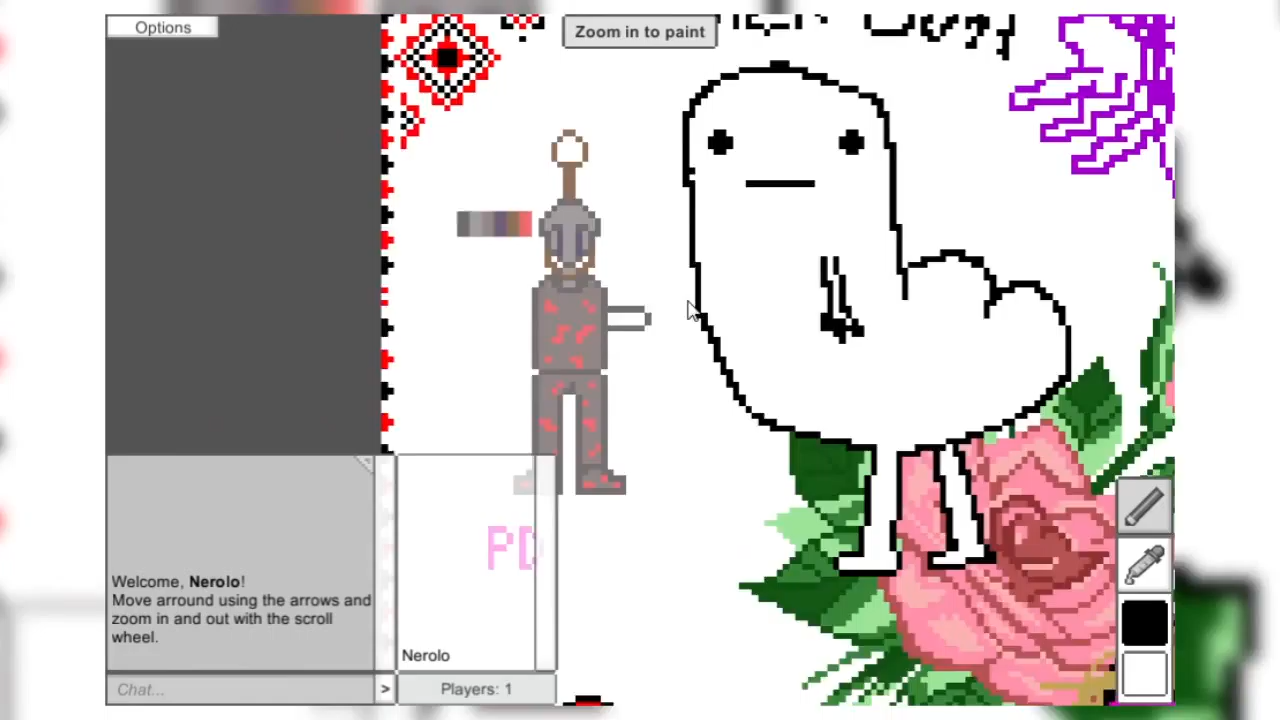 Options
Zoom in to paint
PD
Welcome, Nerolo!
Move arround using the arrows and
zoom in and out with the scroll
wheel.
Nerolo
Chat...
>
Players: 1